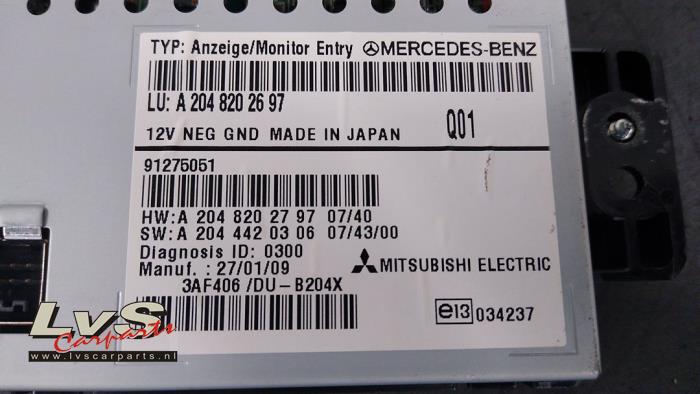 TYP: Anzeige/Monitor Entry MERCEDES-BENZ
LU: A 204 820 26 97
12V NEG GND MADE IN JAPAN Q01
91275051
HW:A 204 820 27 97 07/40
SW:A 204 442 03 06 07/43/00
Diagnosis ID: 0300
Manuf. : 27/01/09 MITSUBISHI ELECTRIC
3AF406 /DU-B204X
e13 034237
LvS
Carparts
www.lvscarparts.nl